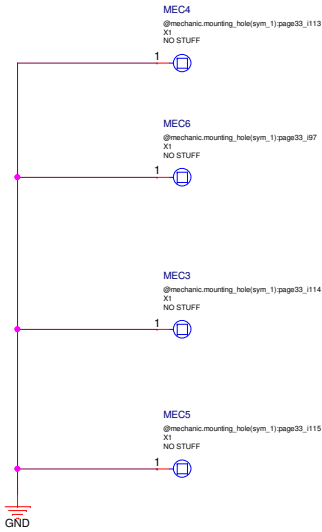 MEC4
@mechanic.mounting_hole(sym_1):page33_i113
X1
NO STUFF
1
MEC6
@mechanic.mounting_hole(sym_1):page33_i97
X1
NO STUFF
1
MEC3
@mechanic.mounting_hole(sym_1):page33_i114
X1
NO STUFF
1
MEC5
@mechanic.mounting_hole(sym_1):page33_i115
X1
NO STUFF
1
GND